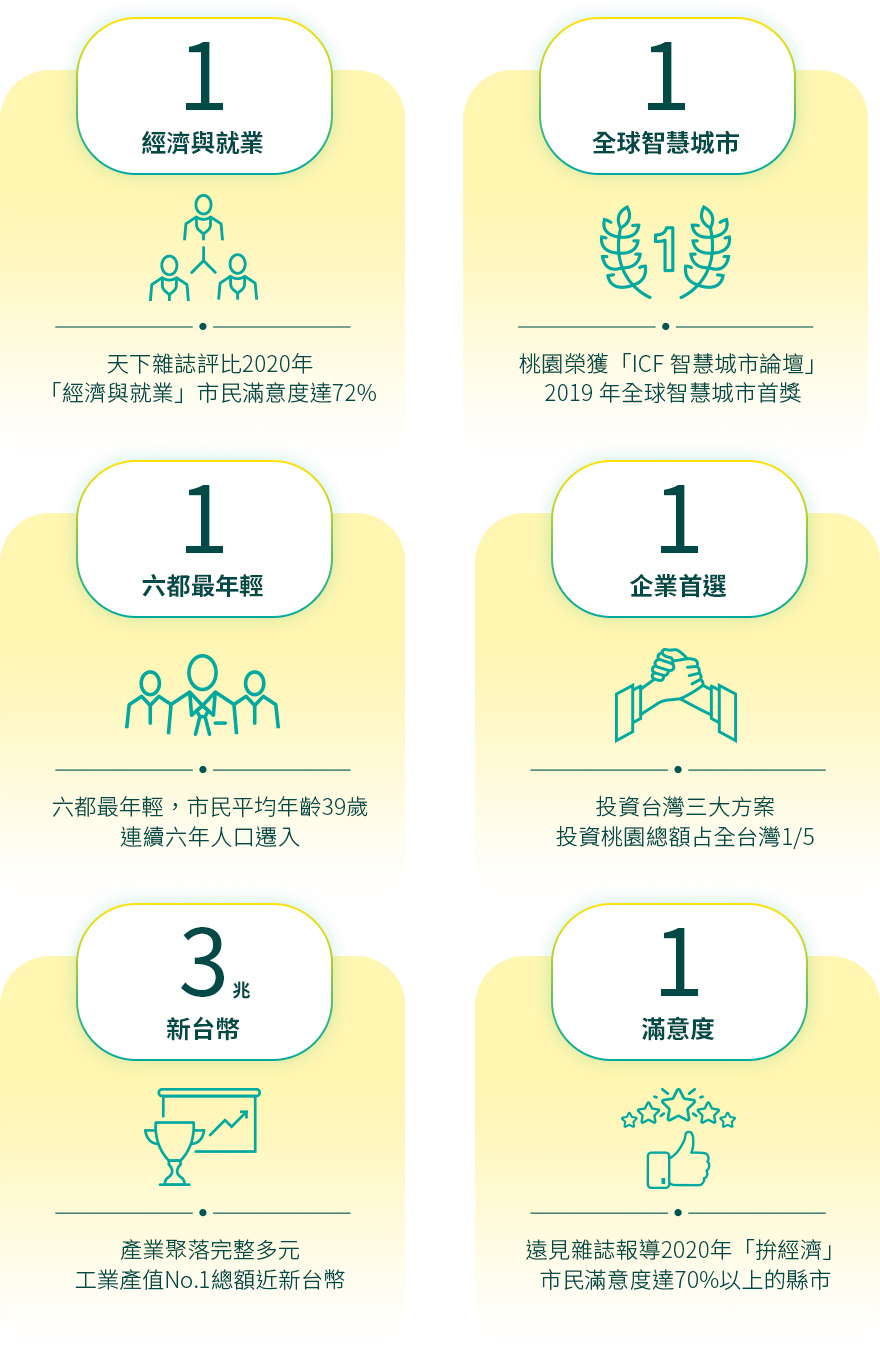 1
經濟與就業
天下雜誌評比2020年
「經濟與就業」市民滿意度達72%
1
全球智慧城市
1
桃園榮獲「ICF 智慧城市論壇」
2019 年全球智慧城市首獎
1
六都最年輕
六都最年輕，市民平均年齡39歲
連續六年人口遷入
1
企業首選
投資台灣三大方案
投資桃園總額占全台灣1/5
3 兆
新台幣
產業聚落完整多元
工業產值No.1總額近新台幣
1
滿意度
遠見雜誌報導2020年「拚經濟」
市民滿意度達70%以上的縣市